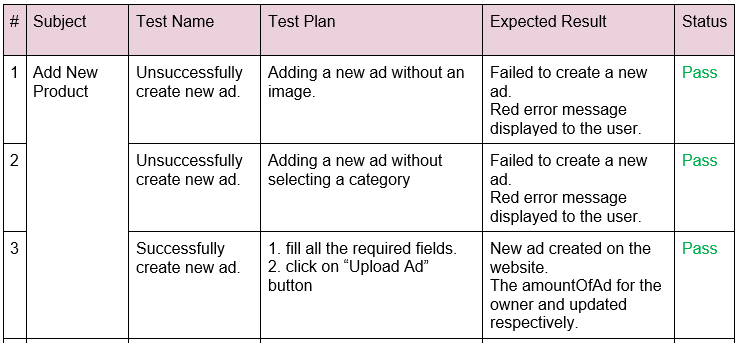 # Subject Test Name Test Plan Expected Result Status
1 Add New Unsuccessfully Adding a new ad without an Failed to create a new Pass
Product create new ad. image. ad.
Red error message
displayed to the user.
2 Unsuccessfully Adding a new ad without Failed to create a new Pass
create new ad. selecting a category ad.
Red error message
displayed to the user.
3 Successfully 1. fill all the required fields. New ad created on the Pass
create new ad. 2. click on “Upload Ad” website.
button The amountOfAd for the
owner and updated
respectively.